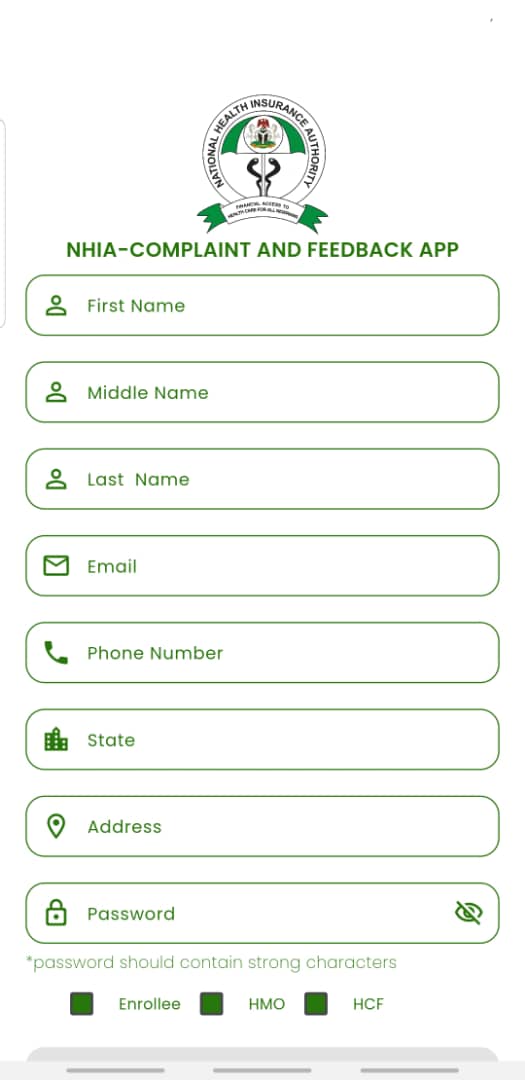 NATIONAL HEALTH INSURANCE AUTHORITY
FINANCIAL ACCESS TO
HEALTH CARE FOR ALL NIGERIANS
NHIA-COMPLAINT AND FEEDBACK APP
First Name
Middle Name
Last  Name
Email
Phone Number
State
Address
Password
*password should contain strong characters
Enrollee HMO HCF